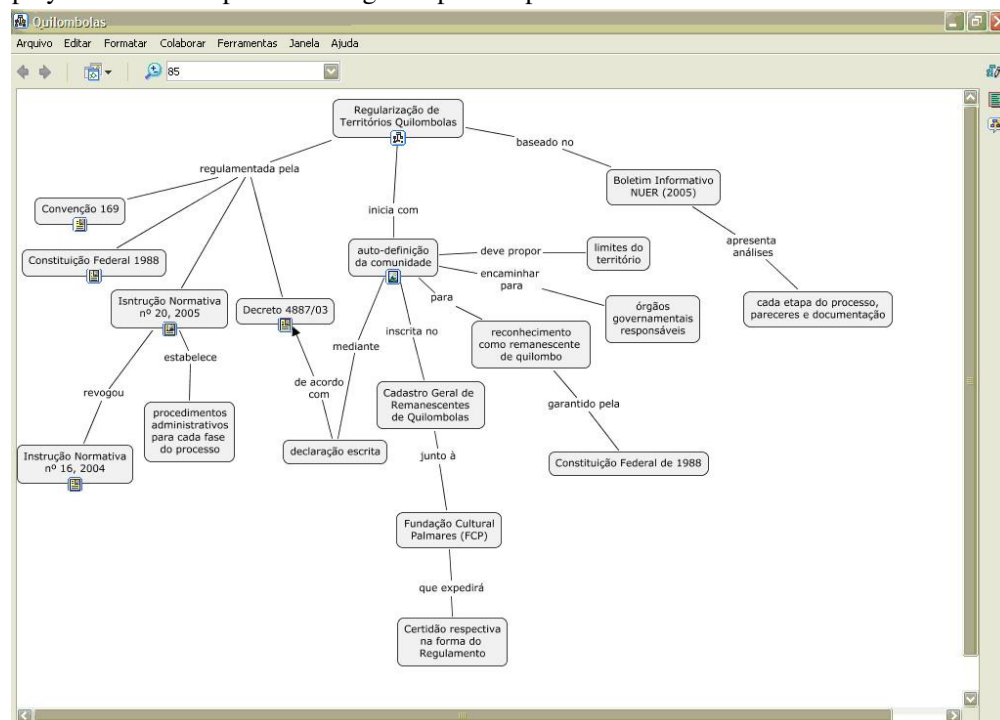 Quilombolas
Arquivo Editar Formatar Colaborar Ferramentas Janela Ajuda
85
Regularização de
Territórios Quilombolas
baseado no
regulamentada pela
Boletim Informativo
NUER (2005)
Convenção 169
inicia com
Constituição Federal 1988
auto-definição
da comunidade
deve propor
limites do
território
apresenta
análises
encaminhar
para
Isntrução Normativa
nº 20, 2005
Decreto 4887/03
para
órgãos
governamentais
responsáveis
cada etapa do processo,
pareceres e documentação
estabelece
mediante
inscrita no
reconhecimento
como remanescente
de quilombo
revogou
de acordo
com
Cadastro Geral de
Remanescentes
de Quilombolas
garantido pela
procedimentos
administrativos
para cada fase
do processo
Instrução Normativa
nº 16, 2004
declaração escrita
junto à
Constituição Federal de 1988
Fundação Cultural
Palmares (FCP)
que expedirá
Certidão respectiva
na forma do
Regulamento